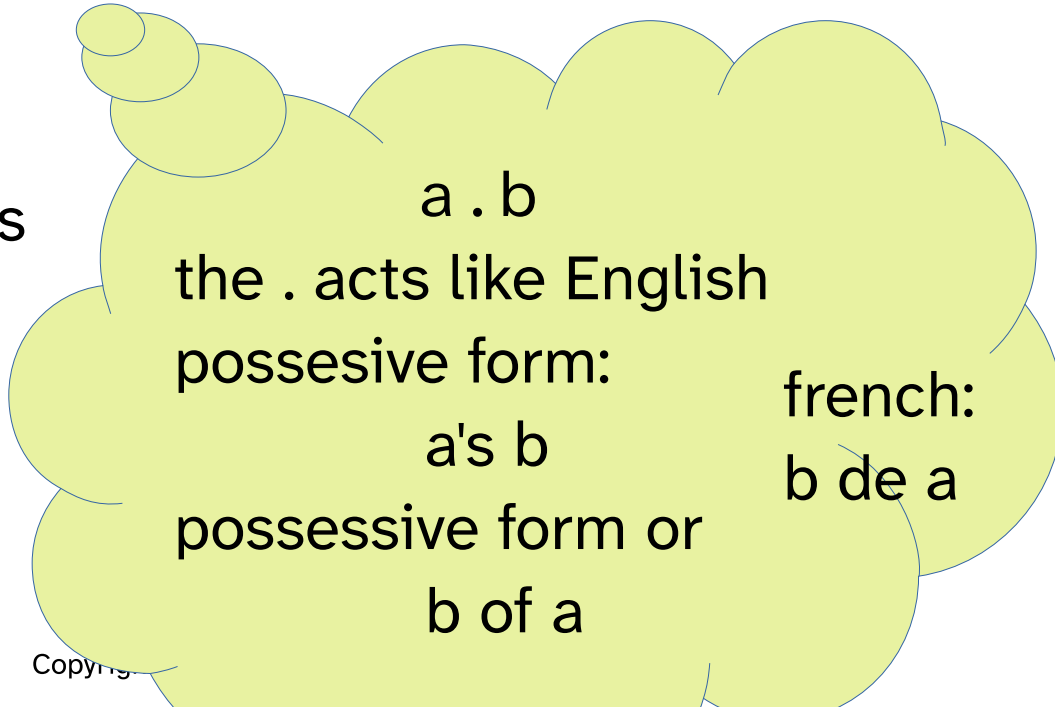 s
a . b
the . acts like English
possesive form:
a's b
possessive form or
b of a
french:
b de a